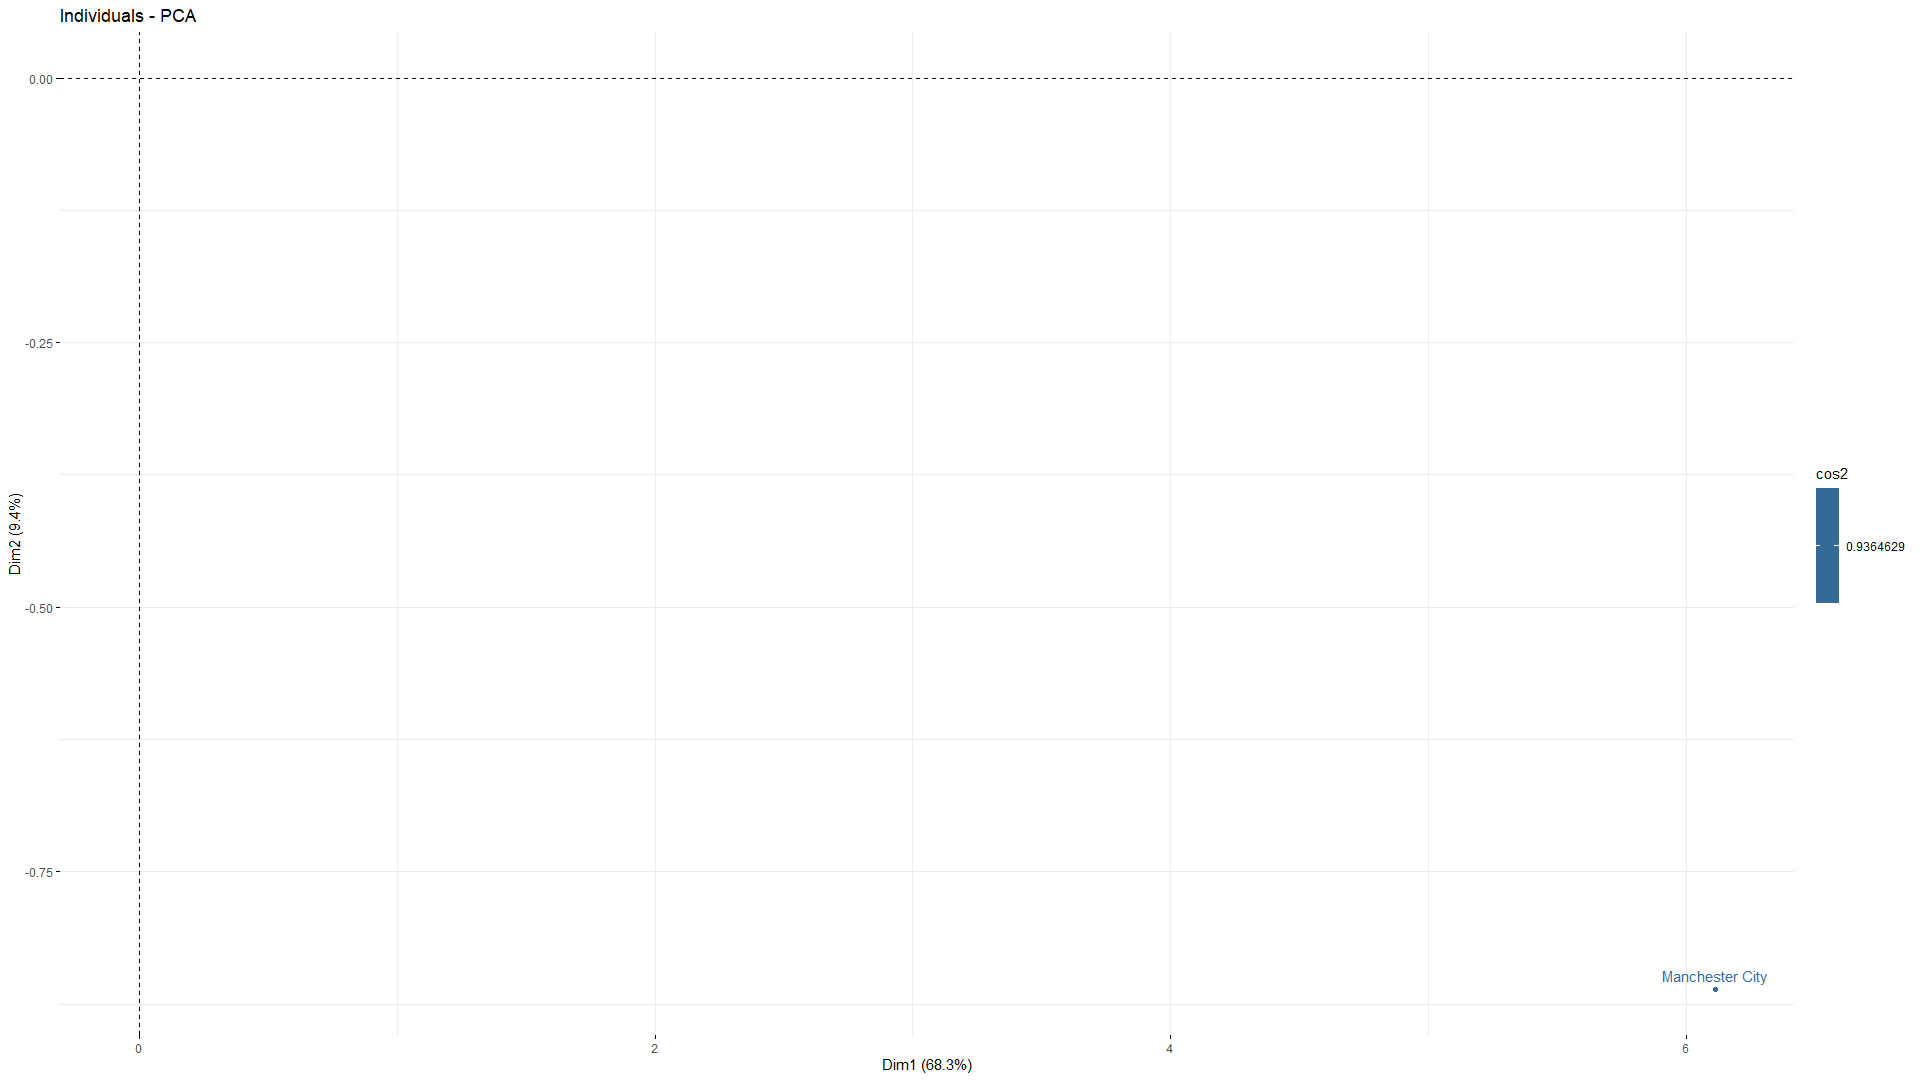 Individuals - PCA
0.00
-0.25
-0.50
-0.75
Dim2 (9.4%)
Manchester City
0
2
4
6
Dim1 (68.3%)
cos2
0.9364629